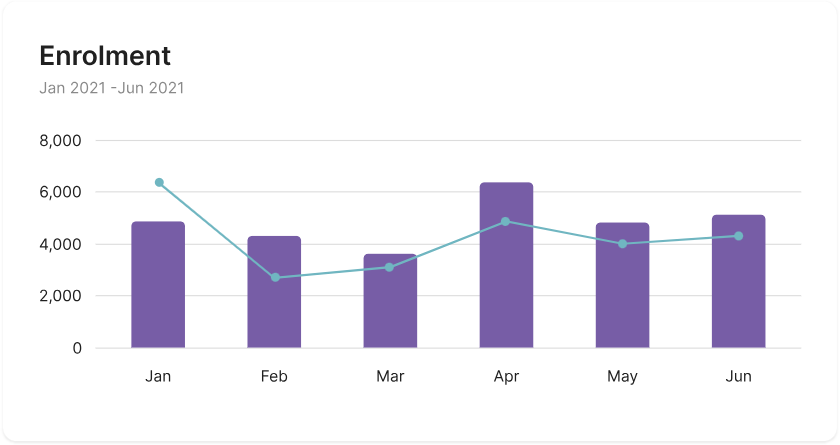 Enrolment
Jan 2021 -Jun 2021
8,000
6,000
4,000
2,000
0
Jan Feb Mar Apr May Jun